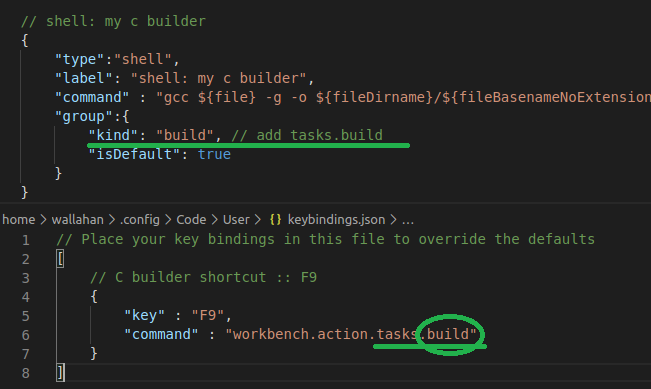 // shell: my c builder
{
"type":"shell",
"label": "shell: my c builder",
"command" : "gcc ${file} -g -o ${fileDirname}/${fileBasenameNoExtension
"group":{
"kind": "build", // add tasks.build
"isDefault": true
}
}
home > wallahan > .config > Code > User > {} keybindings.json > ...
1 // Place your key bindings in this file to override the defaults
2 [
3 // C builder shortcut :: F9
4 {
5 "key" : "F9",
6 "command" : "workbench.action.tasks.build"
7 }
8 ]